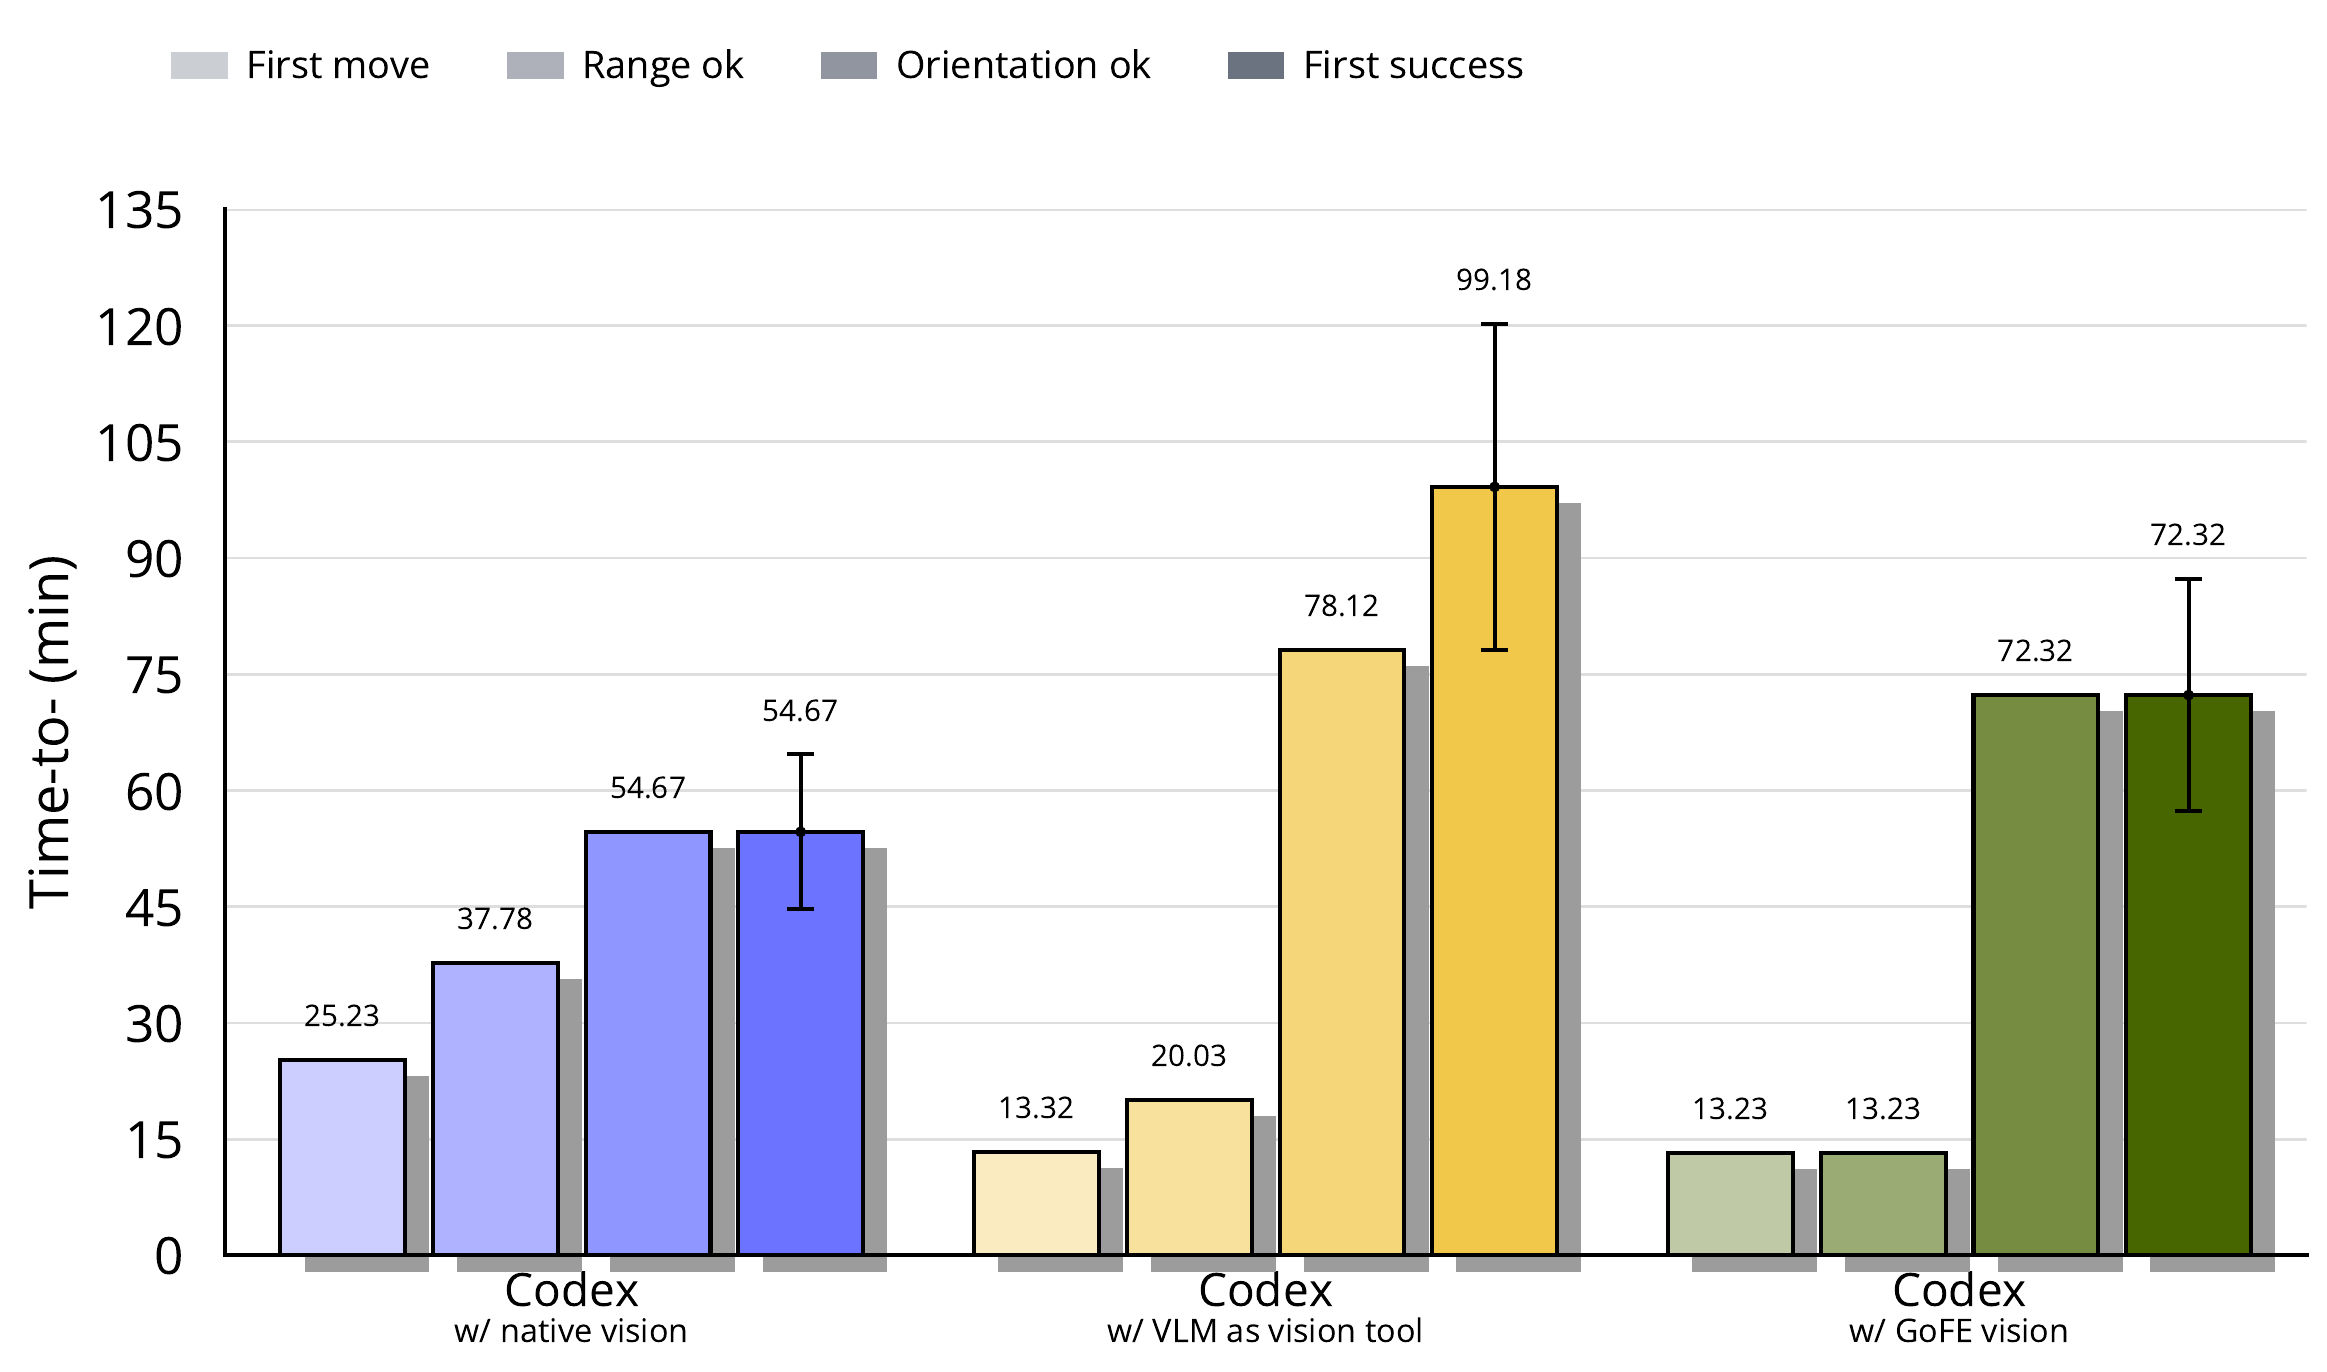 First move
Range ok
Orientation ok
First success
135
120
105
90
75
60
45
30
15
0
Time-to- (min)
25.23
37.78
54.67
54.67
13.32
20.03
78.12
99.18
13.23
13.23
72.32
72.32
Codex
w/ native vision
Codex
w/ VLM as vision tool
Codex
w/ GoFE vision